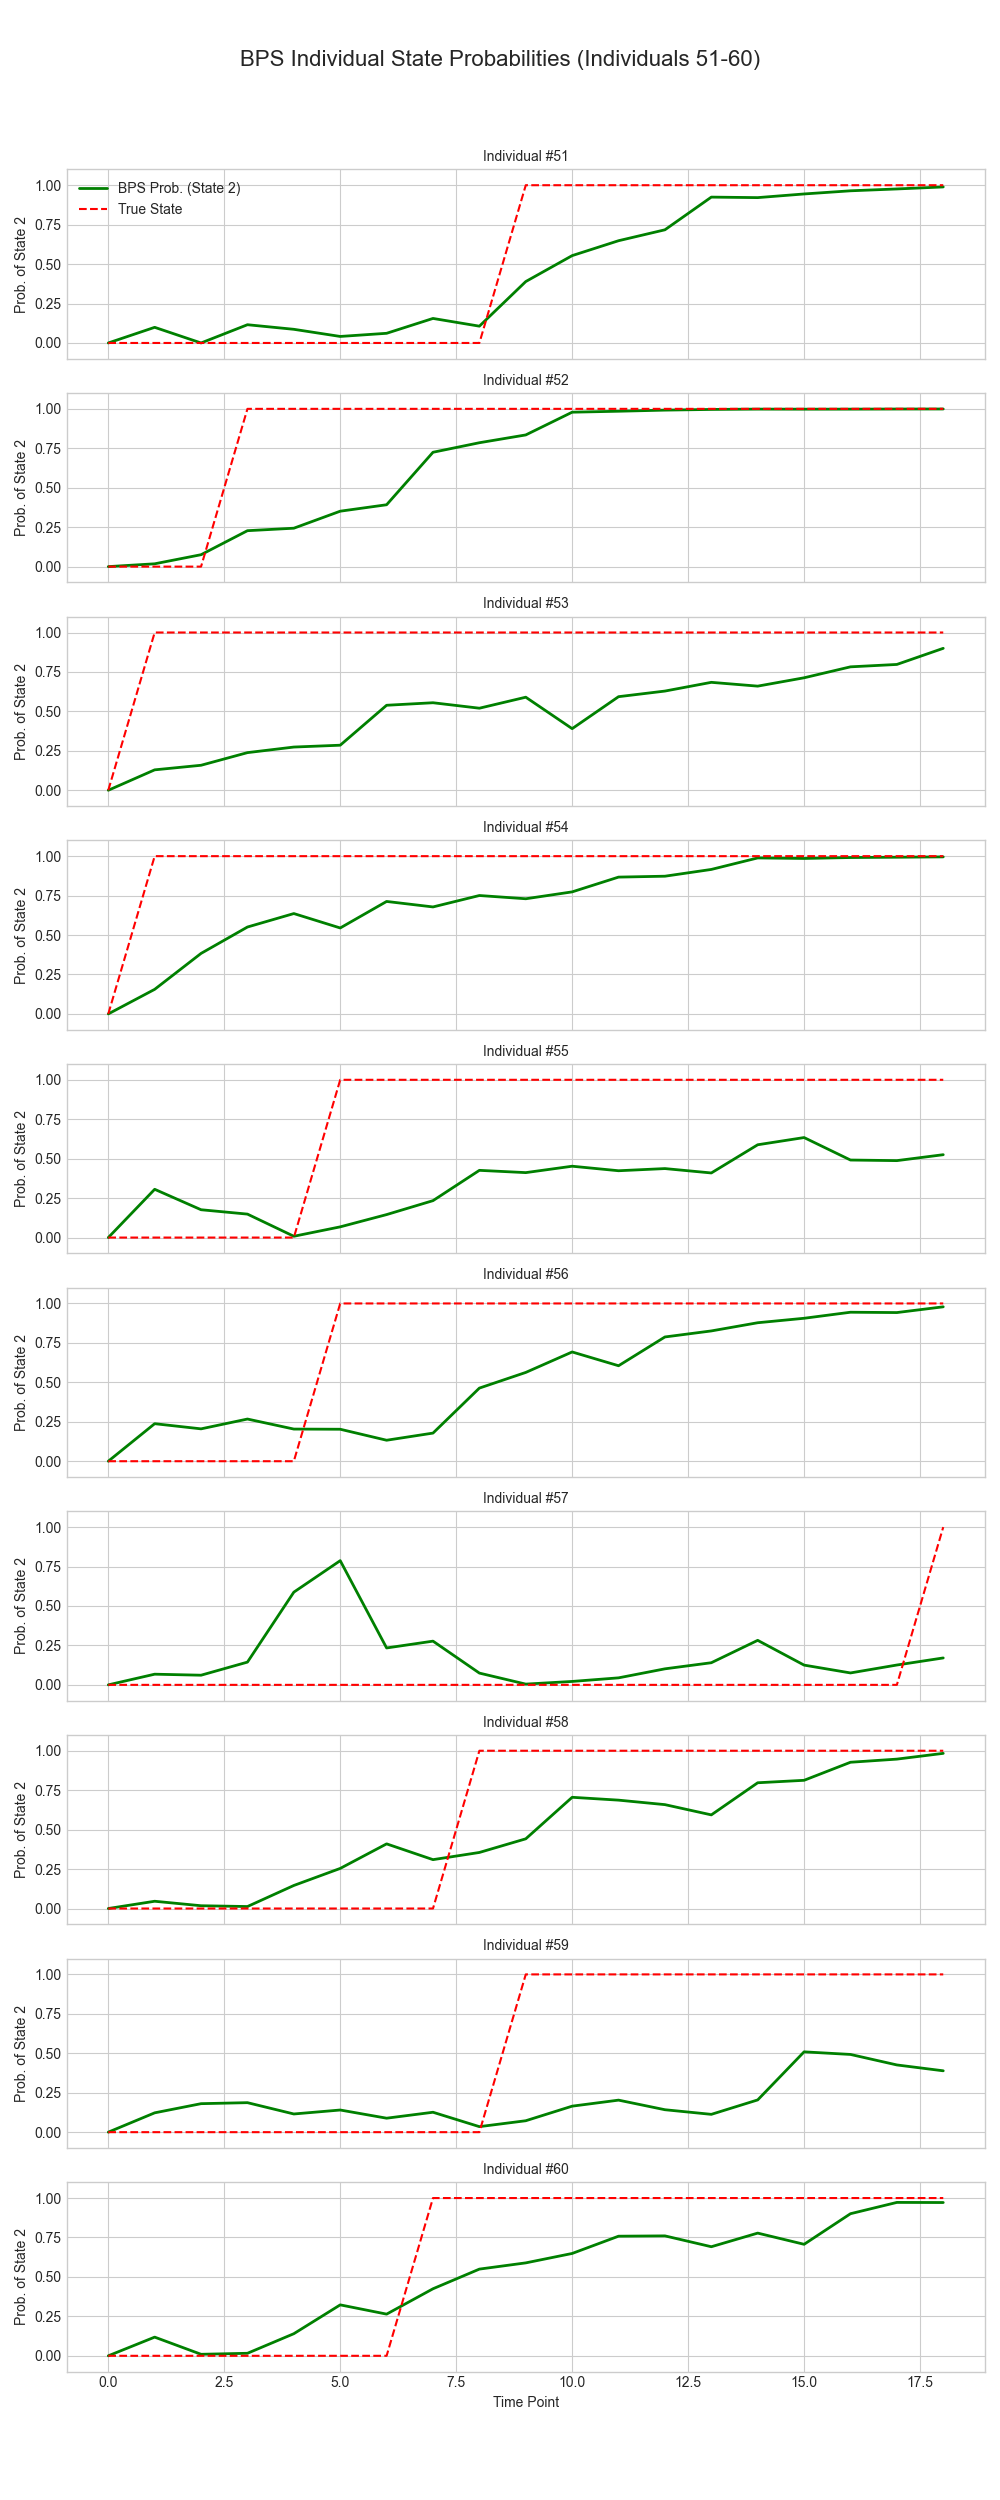 BPS Individual State Probabilities (Individuals 51-60)
Individual #51
BPS Prob. (State 2)
True State
1.00
0.75
0.50
0.25
0.00
Prob. of State 2
Individual #52
1.00
0.75
0.50
0.25
0.00
Prob. of State 2
Individual #53
1.00
0.75
0.50
0.25
0.00
Prob. of State 2
Individual #54
1.00
0.75
0.50
0.25
0.00
Prob. of State 2
Individual #55
1.00
0.75
0.50
0.25
0.00
Prob. of State 2
Individual #56
1.00
0.75
0.50
0.25
0.00
Prob. of State 2
Individual #57
1.00
0.75
0.50
0.25
0.00
Prob. of State 2
Individual #58
1.00
0.75
0.50
0.25
0.00
Prob. of State 2
Individual #59
1.00
0.75
0.50
0.25
0.00
Prob. of State 2
Individual #60
1.00
0.75
0.50
0.25
0.00
Prob. of State 2
0.0 2.5 5.0 7.5 10.0 12.5 15.0 17.5
Time Point